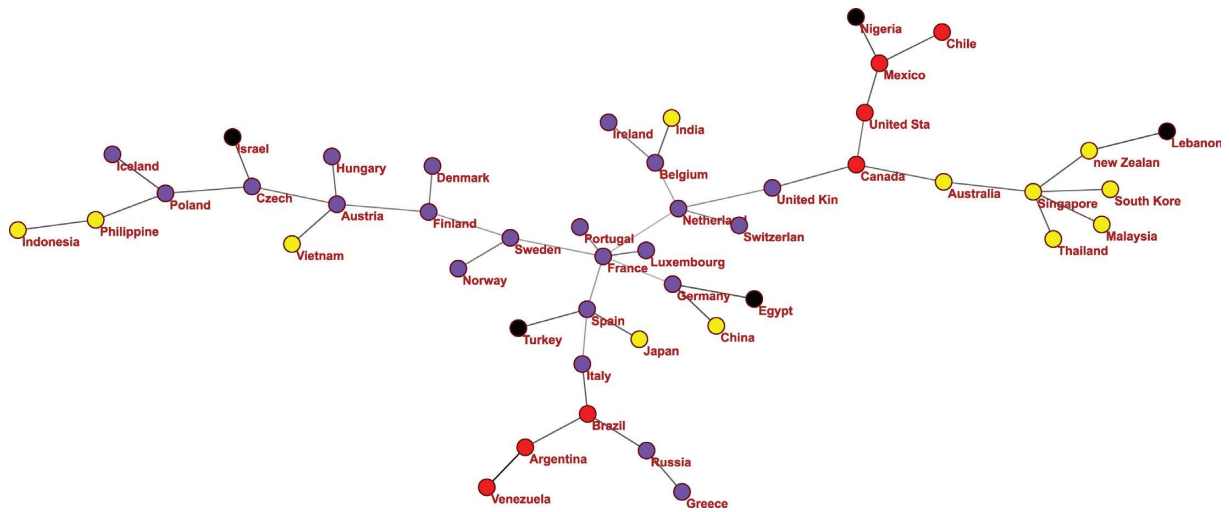 Nigeria
Chile
Mexico
United Sta
Ireland
India
Lebanon
Israel
new Zealan
Iceland
Hungary
Belgium
Canada
Denmark
Poland
Czech
United Kin
Australia
Singapore
South Kore
Austria
Finland
Netherland
Indonesia
Philippine
Portugal
Switzerlan
Malaysia
Vietnam
Sweden
Thailand
France
Luxembourg
Norway
Germany
Egypt
Spain
Turkey
China
Japan
Italy
Brazil
Argentina
Russia
Venezuela
Greece